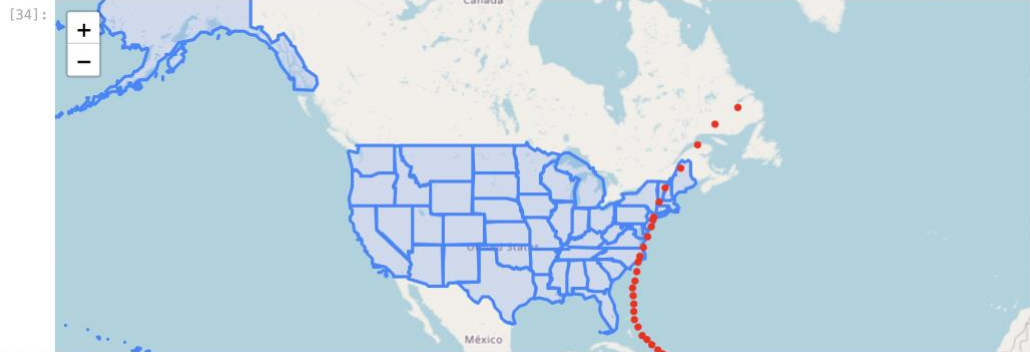 Canada
[34]:
+
−
United States
México